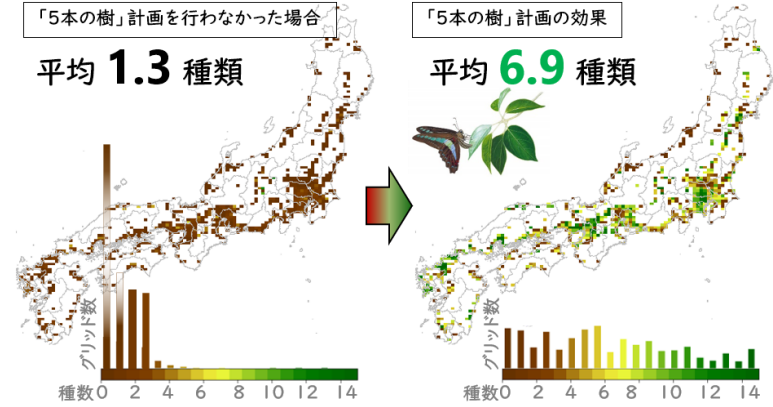 「5本の樹」計画を行わなかった場合
平均 1.3 種類
グリッド数
種数 0 2 4 6 8 10 12 14
「5本の樹」計画の効果
平均 6.9 種類
グリッド数
種数 0 2 4 6 8 10 12 14